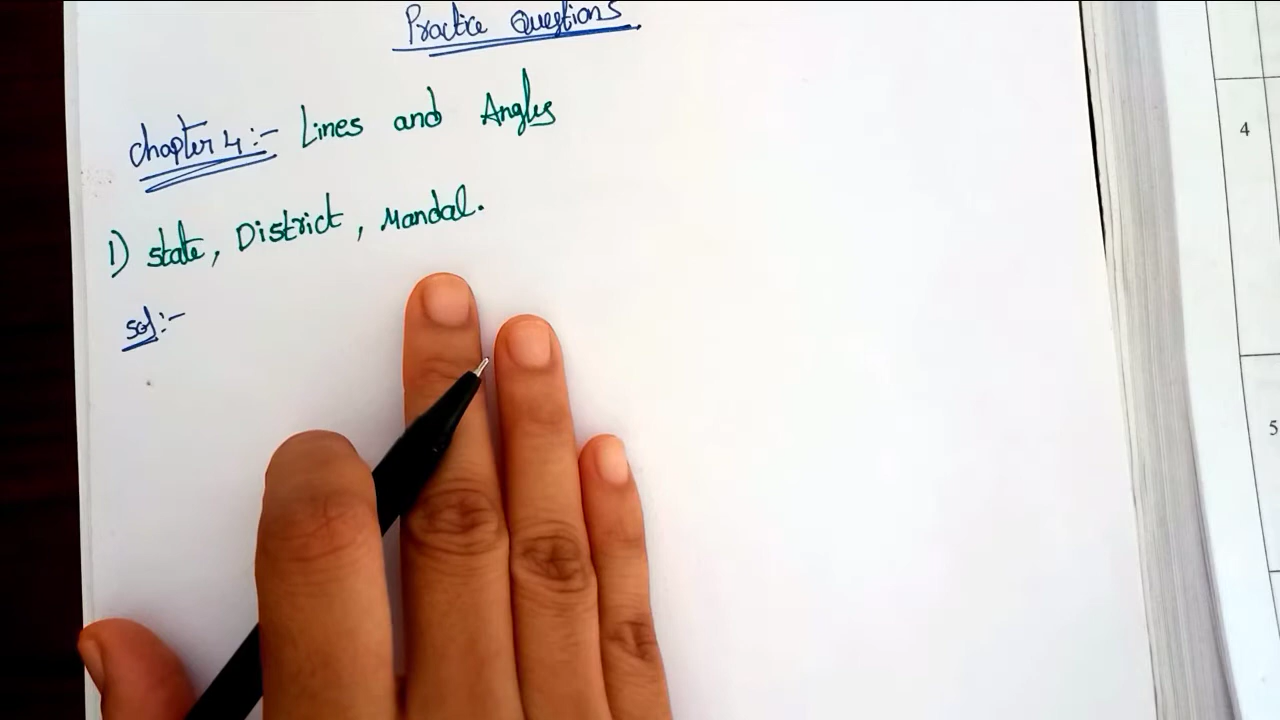 Practice Questions
Chapter 4:- Lines and Angles
1) State, District, Mandal.
Sol:-
4
5